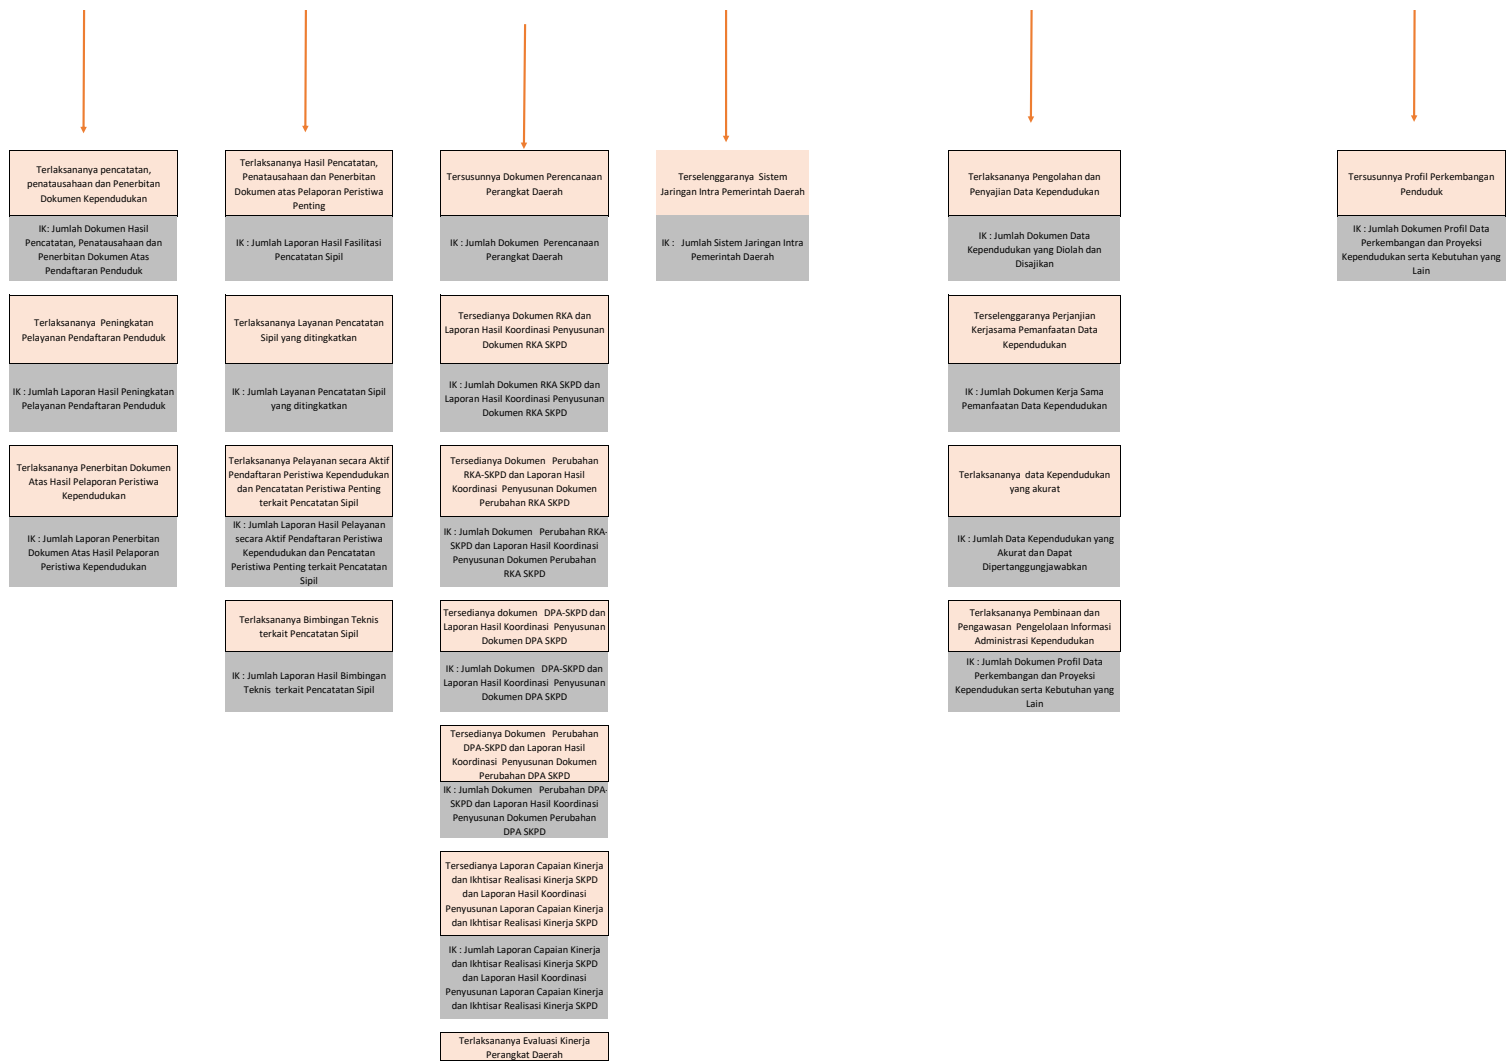 Terlaksananya pencatatan,
penatausahaan dan Penerbitan
Dokumen Kependudukan
IK: Jumlah Dokumen Hasil
Pencatatan, Penatausahaan dan
Penerbitan Dokumen Atas
Pendaftaran Penduduk
Terlaksananya Peningkatan
Pelayanan Pendaftaran Penduduk
IK : Jumlah Laporan Hasil Peningkatan
Pelayanan Pendaftaran Penduduk
Terlaksananya Penerbitan Dokumen
Atas Hasil Pelaporan Peristiwa
Kependudukan
IK : Jumlah Laporan Penerbitan
Dokumen Atas Hasil Pelaporan
Peristiwa Kependudukan
Terlaksananya Hasil Pencatatan,
Penatausahaan dan Penerbitan
Dokumen atas Pelaporan Peristiwa
Penting
IK : Jumlah Laporan Hasil Fasilitasi
Pencatatan Sipil
Terlaksananya Layanan Pencatatan
Sipil yang ditingkatkan
IK : Jumlah Layanan Pencatatan Sipil
yang ditingkatkan
Terlaksananya Pelayanan secara Aktif
Pendaftaran Peristiwa Kependudukan
dan Pencatatan Peristiwa Penting
terkait Pencatatan Sipil
IK : Jumlah Laporan Hasil Pelayanan
secara Aktif Pendaftaran Peristiwa
Kependudukan dan Pencatatan
Peristiwa Penting terkait Pencatatan
Sipil
Terlaksananya Bimbingan Teknis
terkait Pencatatan Sipil
IK : Jumlah Laporan Hasil Bimbingan
Teknis terkait Pencatatan Sipil
Tersusunnya Dokumen Perencanaan
Perangkat Daerah
IK : Jumlah Dokumen Perencanaan
Perangkat Daerah
Tersedianya Dokumen RKA dan
Laporan Hasil Koordinasi Penyusunan
Dokumen RKA SKPD
IK : Jumlah Dokumen RKA SKPD dan
Laporan Hasil Koordinasi Penyusunan
Dokumen RKA SKPD
Tersedianya Dokumen Perubahan
RKA-SKPD dan Laporan Hasil
Koordinasi Penyusunan Dokumen
Perubahan RKA SKPD
IK : Jumlah Dokumen Perubahan RKA-
SKPD dan Laporan Hasil Koordinasi
Penyusunan Dokumen Perubahan
RKA SKPD
Tersedianya dokumen DPA-SKPD dan
Laporan Hasil Koordinasi Penyusunan
Dokumen DPA SKPD
IK : Jumlah Dokumen DPA-SKPD dan
Laporan Hasil Koordinasi Penyusunan
Dokumen DPA SKPD
Tersedianya Dokumen Perubahan
DPA-SKPD dan Laporan Hasil
Koordinasi Penyusunan Dokumen
Perubahan DPA SKPD
IK : Jumlah Dokumen Perubahan DPA-
SKPD dan Laporan Hasil Koordinasi
Penyusunan Dokumen Perubahan
DPA SKPD
Tersedianya Laporan Capaian Kinerja
dan Ikhtisar Realisasi Kinerja SKPD
dan Laporan Hasil Koordinasi
Penyusunan Laporan Capaian Kinerja
dan Ikhtisar Realisasi Kinerja SKPD
IK : Jumlah Laporan Capaian Kinerja
dan Ikhtisar Realisasi Kinerja SKPD
dan Laporan Hasil Koordinasi
Penyusunan Laporan Capaian Kinerja
dan Ikhtisar Realisasi Kinerja SKPD
Terlaksananya Evaluasi Kinerja
Perangkat Daerah
Terselenggaranya Sistem
Jaringan Intra Pemerintah Daerah
IK : Jumlah Sistem Jaringan Intra
Pemerintah Daerah
Terlaksananya Pengolahan dan
Penyajian Data Kependudukan
IK : Jumlah Dokumen Data
Kependudukan yang Diolah dan
Disajikan
Terselenggaranya Perjanjian
Kerjasama Pemanfaatan Data
Kependudukan
IK : Jumlah Dokumen Kerja Sama
Pemanfaatan Data Kependudukan
Terlaksananya data Kependudukan
yang akurat
IK : Jumlah Data Kependudukan yang
Akurat dan Dapat
Dipertanggungjawabkan
Terlaksananya Pembinaan dan
Pengawasan Pengelolaan Informasi
Administrasi Kependudukan
IK : Jumlah Dokumen Profil Data
Perkembangan dan Proyeksi
Kependudukan serta Kebutuhan yang
Lain
Tersusunnya Profil Perkembangan
Penduduk
IK : Jumlah Dokumen Profil Data
Perkembangan dan Proyeksi
Kependudukan serta Kebutuhan yang
Lain